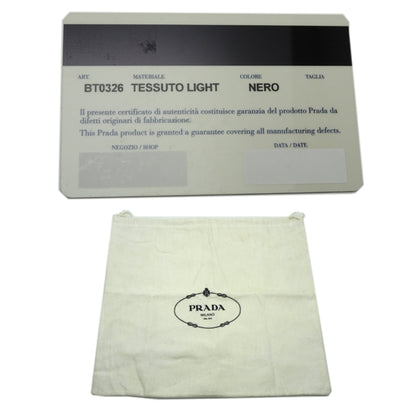 ART. MATERIALE COLORE TAGLIA
BT0326 TESSUTO LIGHT NERO
Il presente certificato di autenticità costituisce garanzia del prodotto Prada da
difetti originari di fabbricazione.
This Prada product is granted a guarantee covering all manufacturing defects.
NEGOZIO / SHOP DATA / DATE
PRADA
MILANO